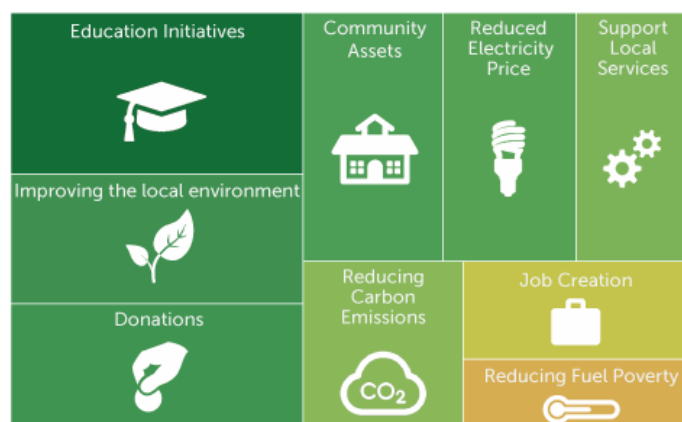 Education Initiatives
Community
Assets
Reduced
Electricity
Price
Support
Local
Services
Improving the local environment
Donations
Reducing
Carbon
Emissions
CO2
Job Creation
Reducing Fuel Poverty